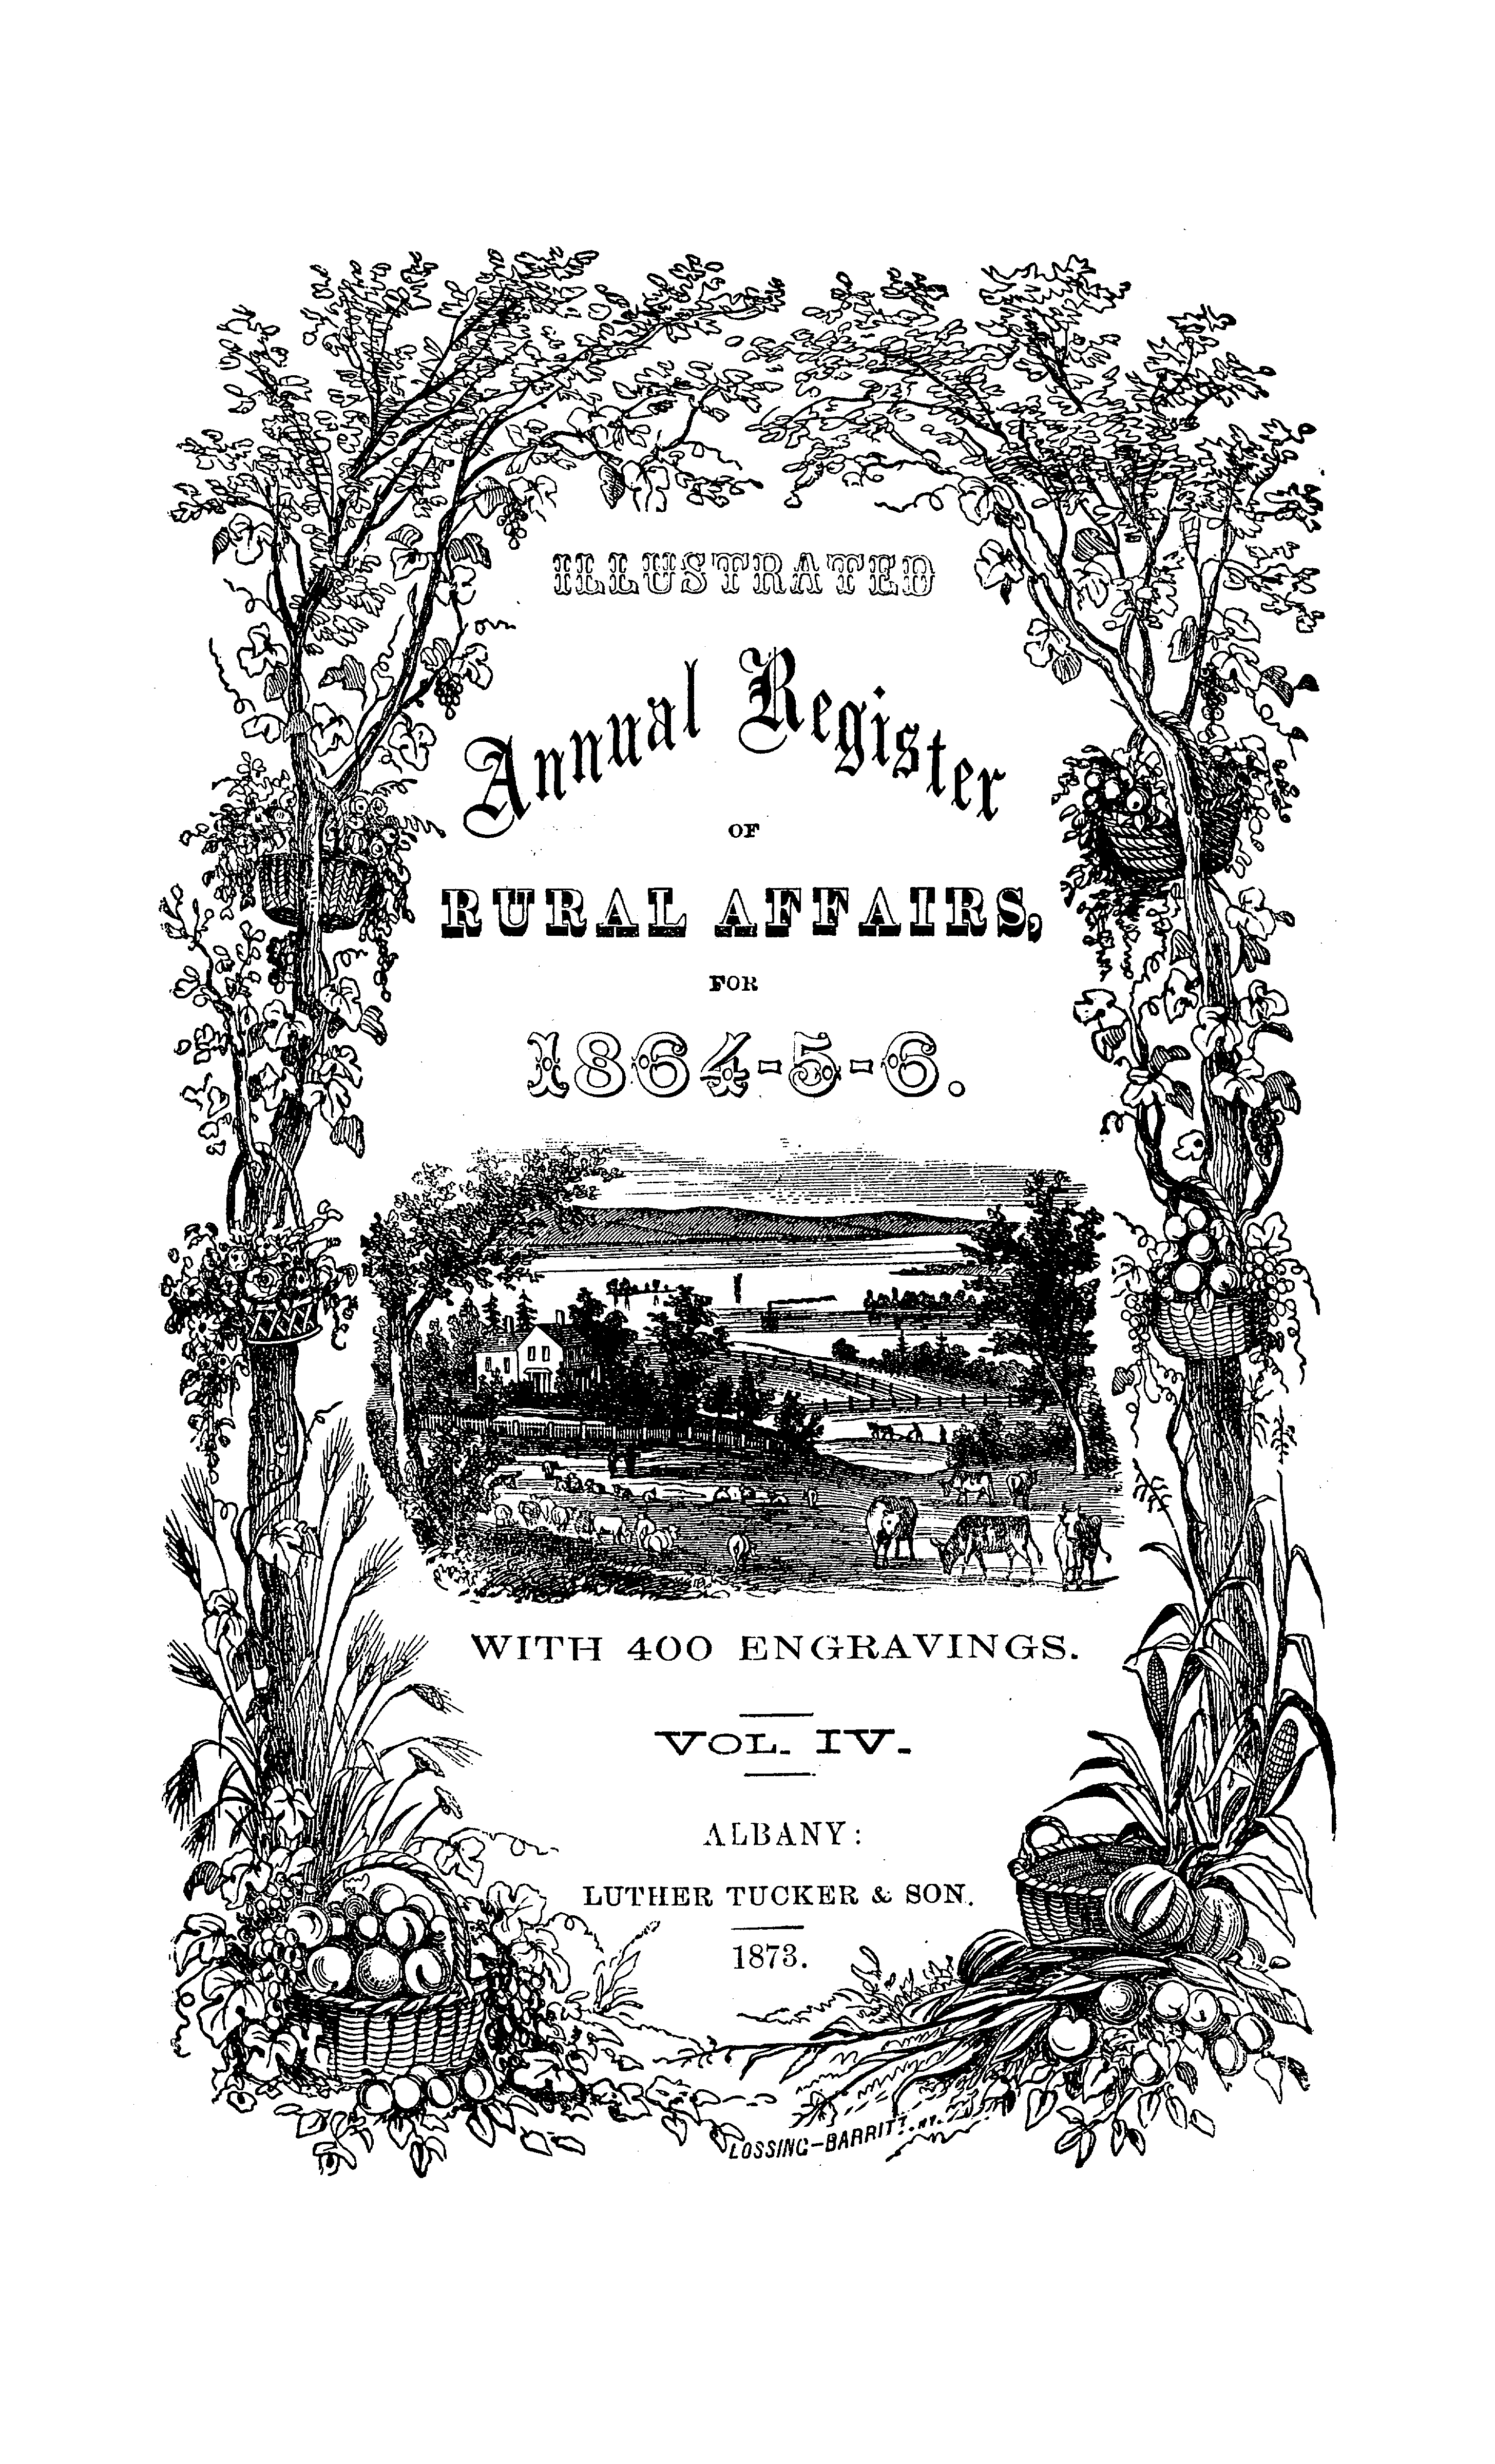 ILLUSTRATED
Annual Register
OF
RURAL AFFAIRS,
FOR
1864-5-6.
WITH 400 ENGRAVINGS.
VOL. IV.
ALBANY:
LUTHER TUCKER & SON.
1873.
LOSSING-BARRITT. N.Y.